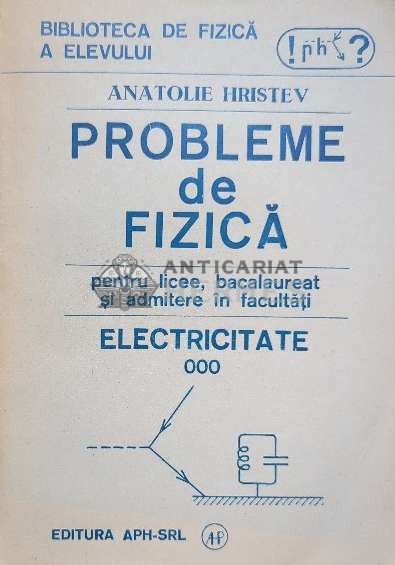 BIBLIOTECA DE FIZICĂ
A ELEVULUI
! p h ?
ANATOLIE HRISTEV
PROBLEME
de
FIZICĂ
ANTICARIAT
pentru licee, bacalaureat
și admitere în facultăți
ELECTRICITATE
000
EDITURA APH-SRL